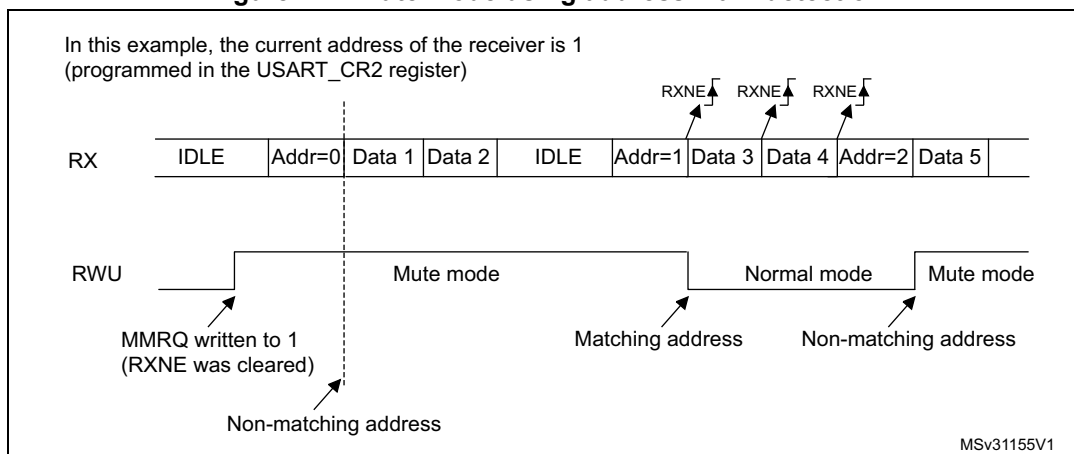 In this example, the current address of the receiver is 1
(programmed in the USART_CR2 register)
RXNE RXNE RXNE
RX IDLE Addr=0 Data 1 Data 2 IDLE Addr=1 Data 3 Data 4 Addr=2 Data 5
RWU Mute mode Normal mode Mute mode
MMRQ written to 1 Matching address Non-matching address
(RXNE was cleared)
Non-matching address
MSv31155V1